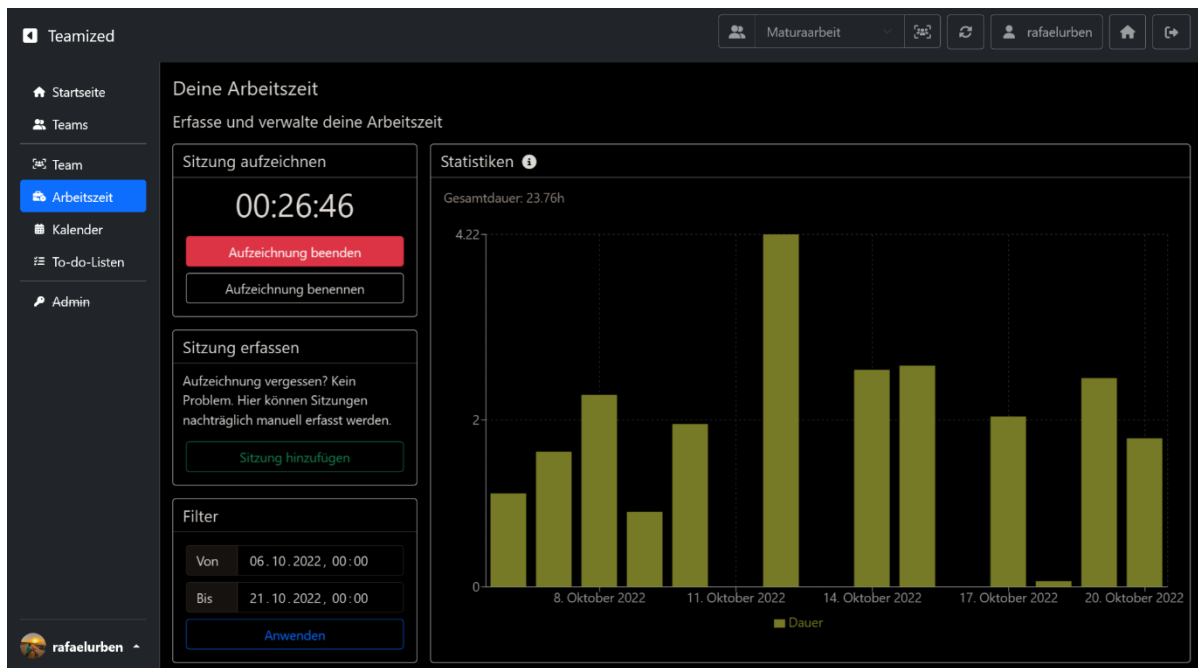 Teamized
Maturaarbeit
rafaelurben
Startseite
Teams
Team
Arbeitszeit
Kalender
To-do-Listen
Admin
rafaelurben
Deine Arbeitszeit
Erfasse und verwalte deine Arbeitszeit
Sitzung aufzeichnen
00:26:46
Aufzeichnung beenden
Aufzeichnung benennen
Sitzung erfassen
Aufzeichnung vergessen? Kein
Problem. Hier können Sitzungen
nachträglich manuell erfasst werden.
Sitzung hinzufügen
Filter
Von 06.10.2022, 00:00
Bis 21.10.2022, 00:00
Anwenden
Statistiken
Gesamtdauer: 23.76h
4.22
2
0
8. Oktober 2022 11. Oktober 2022 14. Oktober 2022 17. Oktober 2022 20. Oktober 2022
Dauer